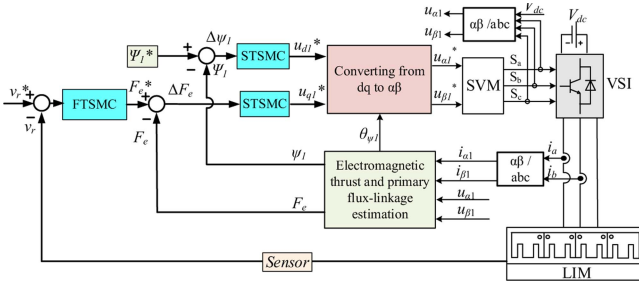 u_α1
u_β1
αβ /abc
V_dc
V_dc
Ψ_1*
+
−
Δψ_1
Ψ_1
STSMC
u_d1*
Converting from
dq to αβ
u_α1*
u_β1*
SVM
S_a
S_b
S_c
VSI
v_r*
+
−
v_r
FTSMC
F_e*
+
−
ΔF_e
F_e
STSMC
u_q1*
θ_ψ1
ψ_1
F_e
Electromagnetic
thrust and primary
flux-linkage
estimation
i_α1
i_β1
u_α1
u_β1
αβ /
abc
i_a
i_b
Sensor
LIM